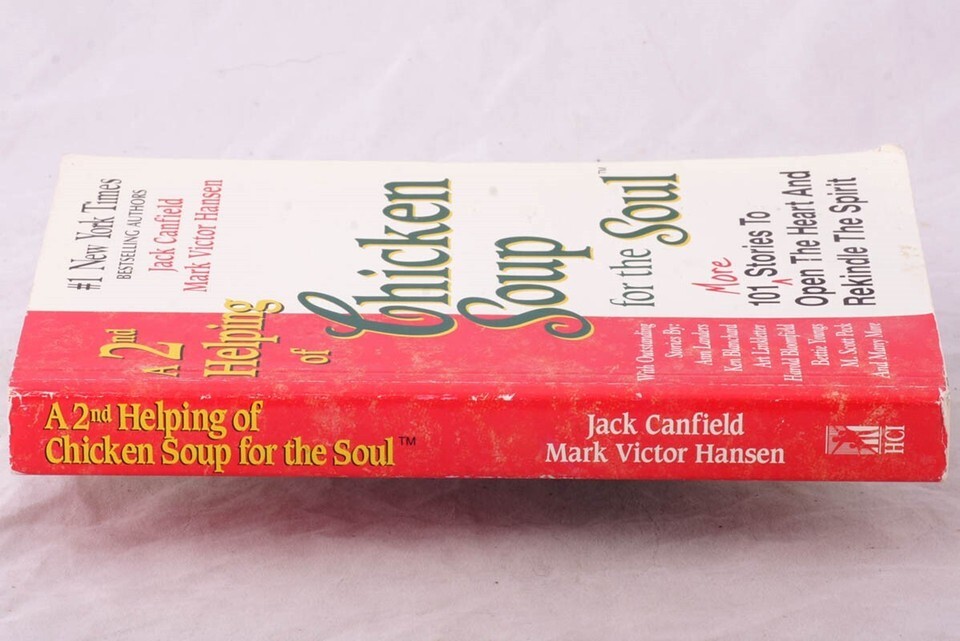 #1 New York Times
BESTSELLING AUTHORS
Jack Canfield
Mark Victor Hansen
A 2nd
Helping
of
Chicken
Soup
for the Soul™
More
101 Stories To
Open The Heart And
Rekindle The Spirit
With Outstanding
Stories By:
Ann Landers
Ken Blanchard
Art Linkletter
Harold Bloomfield
Bettie Youngs
M. Scott Peck
And Many More
A 2nd Helping of
Chicken Soup for the Soul™
Jack Canfield
Mark Victor Hansen
HCI